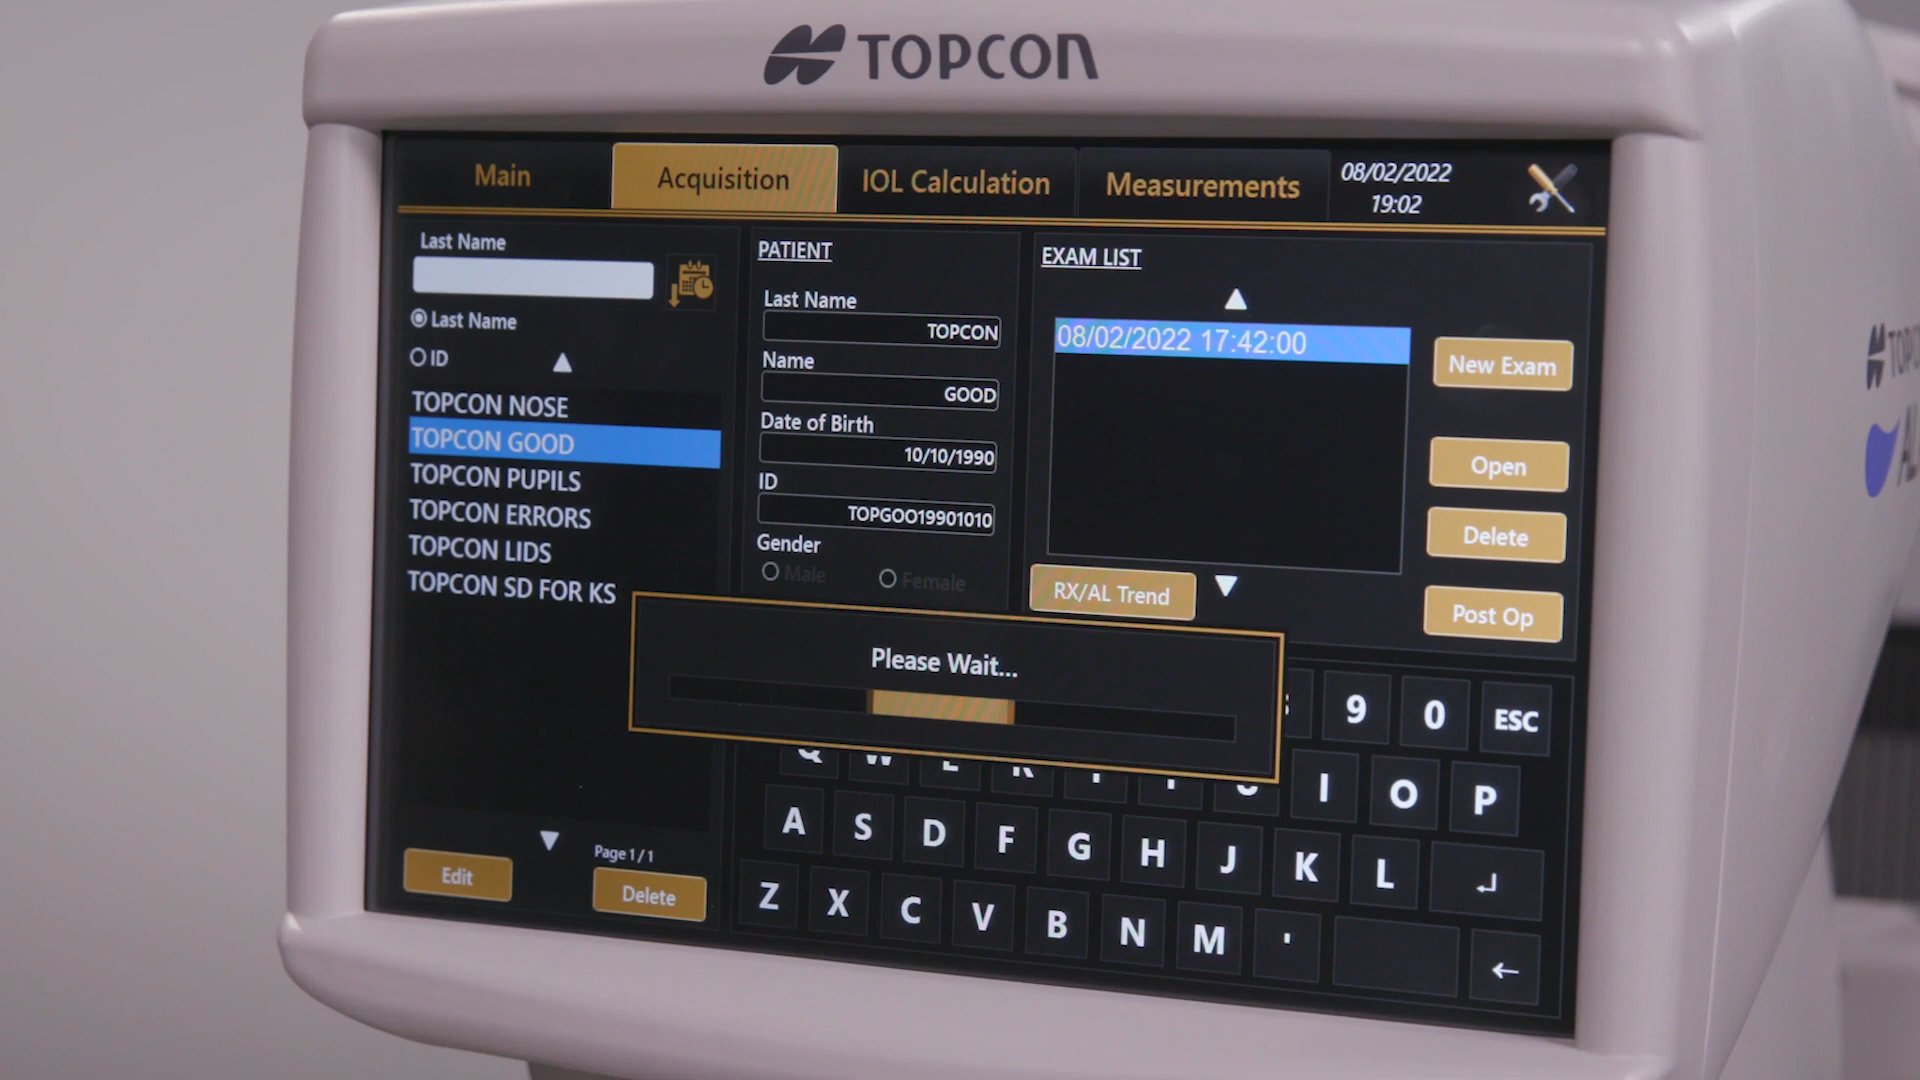 TOPCON
Main
Acquisition
IOL Calculation
Measurements
08/02/2022
19:02
Last Name
Last Name
ID
TOPCON NOSE
TOPCON GOOD
TOPCON PUPILS
TOPCON ERRORS
TOPCON LIDS
TOPCON SD FOR KS
Page 1 / 1
Edit
Delete
PATIENT
Last Name
TOPCON
Name
GOOD
Date of Birth
10/10/1990
ID
TOPGOO19901010
Gender
Male
Female
EXAM LIST
08/02/2022 17:42:00
New Exam
Open
Delete
Post Op
RX/AL Trend
Please Wait...
9 0 ESC
I O P
A S D F G H J K L
Z X C V B N M '